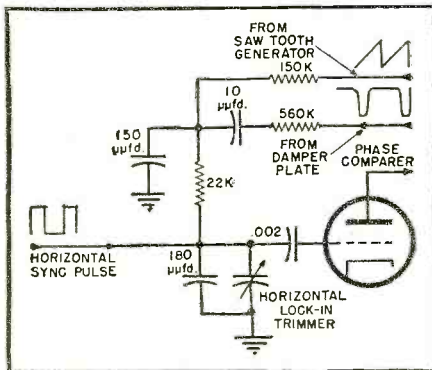 FROM
SAW TOOTH
GENERATOR
150K
10
μμfd.
560K
150
μμfd.
FROM
DAMPER
PLATE
PHASE
COMPARER
22K
HORIZONTAL
SYNC PULSE
180
μμfd.
.002
HORIZONTAL
LOCK-IN
TRIMMER